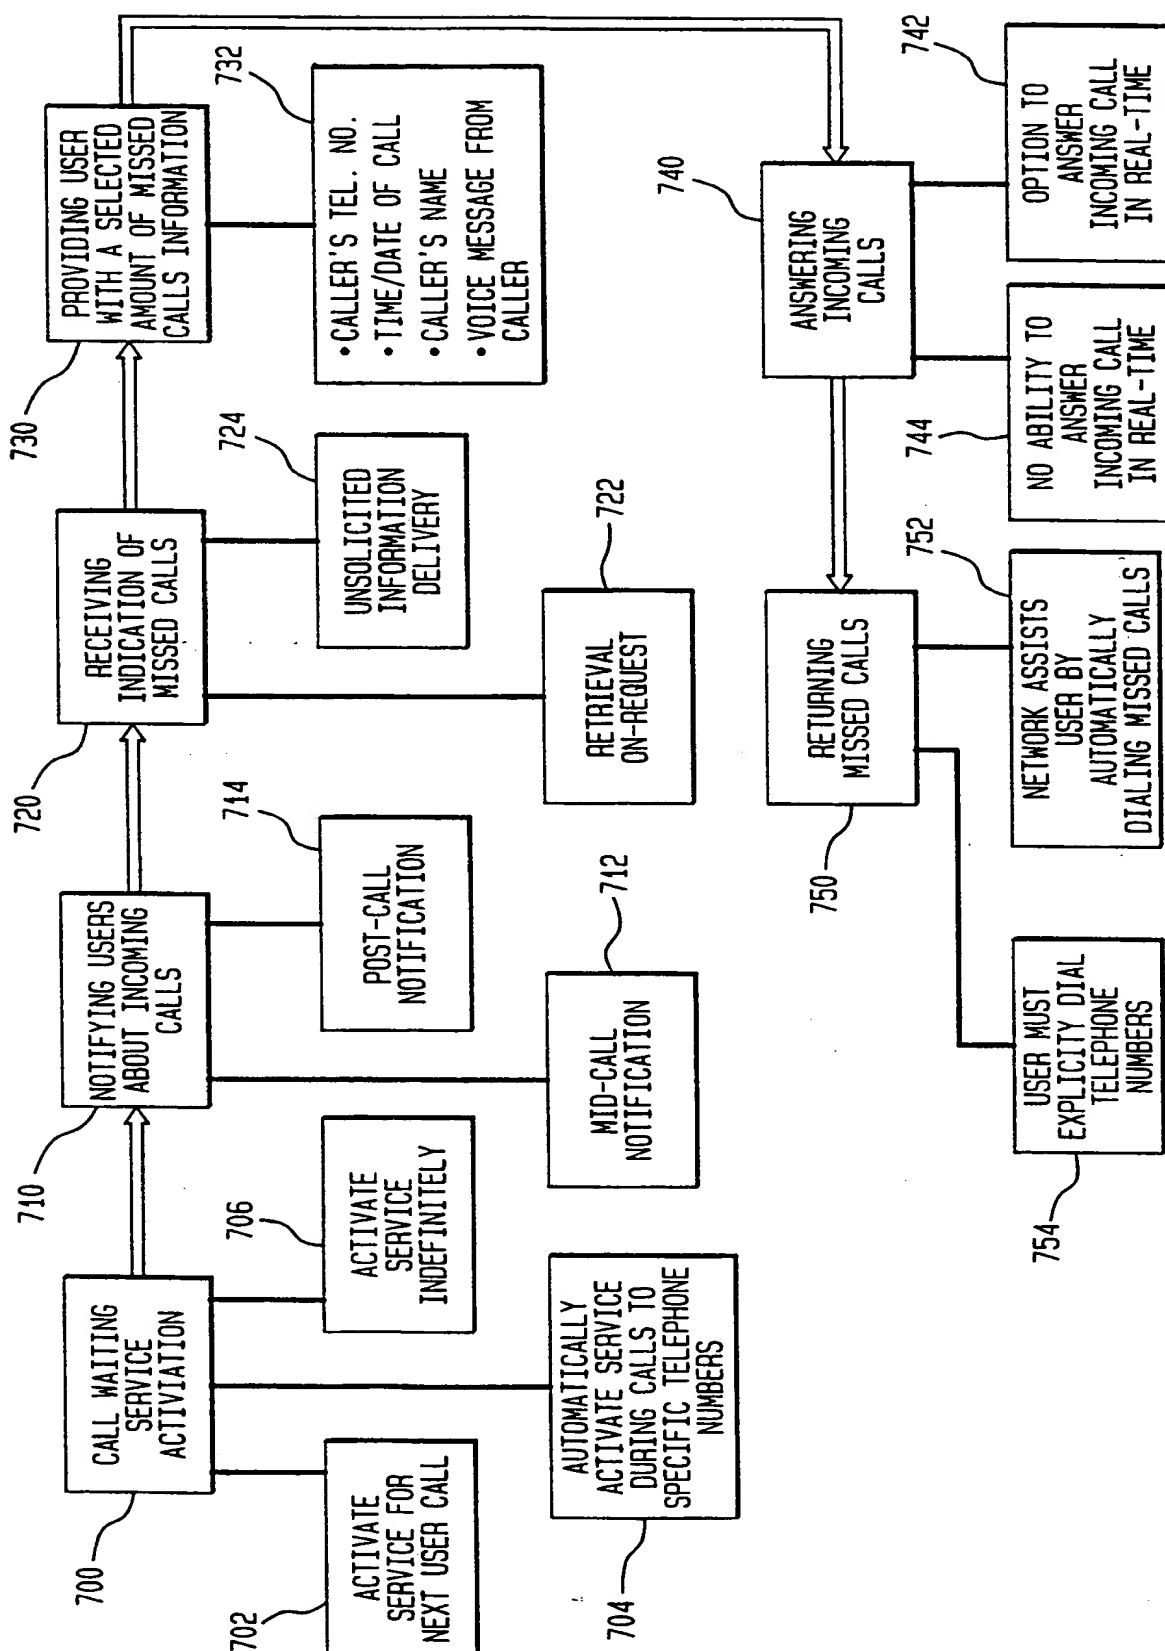 700
CALL WAITING
SERVICE
ACTIVIATION
702
ACTIVATE
SERVICE FOR
NEXT USER CALL
704
AUTOMATICALLY
ACTIVATE SERVICE
DURING CALLS TO
SPECIFIC TELEPHONE
NUMBERS
706
ACTIVATE
SERVICE
INDEFINITELY
710
NOTIFYING USERS
ABOUT INCOMING
CALLS
712
MID-CALL
NOTIFICATION
714
POST-CALL
NOTIFICATION
720
RECEIVING
INDICATION OF
MISSED CALLS
722
RETRIEVAL
ON-REQUEST
724
UNSOLICITED
INFORMATION
DELIVERY
730
PROVIDING USER
WITH A SELECTED
AMOUNT OF MISSED
CALLS INFORMATION
732
• CALLER'S TEL. NO.
• TIME/DATE OF CALL
• CALLER'S NAME
• VOICE MESSAGE FROM
CALLER
740
ANSWERING
INCOMING
CALLS
742
OPTION TO
ANSWER
INCOMING CALL
IN REAL-TIME
744
NO ABILITY TO
ANSWER
INCOMING CALL
IN REAL-TIME
750
RETURNING
MISSED CALLS
752
NETWORK ASSISTS
USER BY
AUTOMATICALLY
DIALING MISSED CALLS
754
USER MUST
EXPLICITY DIAL
TELEPHONE
NUMBERS